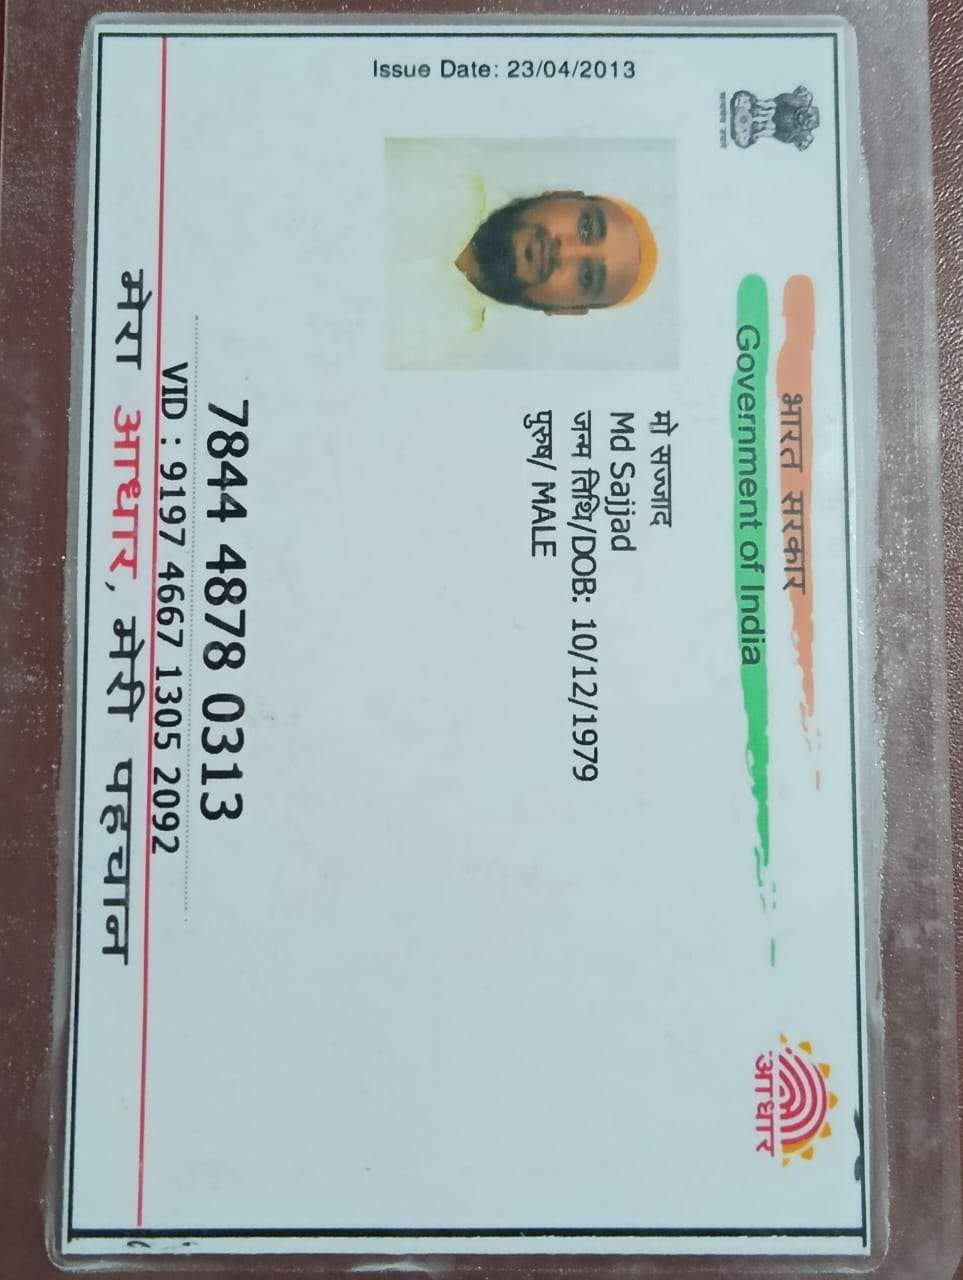 भारत सरकार
Government of India
Issue Date: 23/04/2013
मो सज्जाद
Md Sajjad
जन्म तिथि/DOB: 10/12/1979
पुरुष/ MALE
7844 4878 0313
VID : 9197 4667 1305 2092
मेरा आधार, मेरी पहचान
आधार